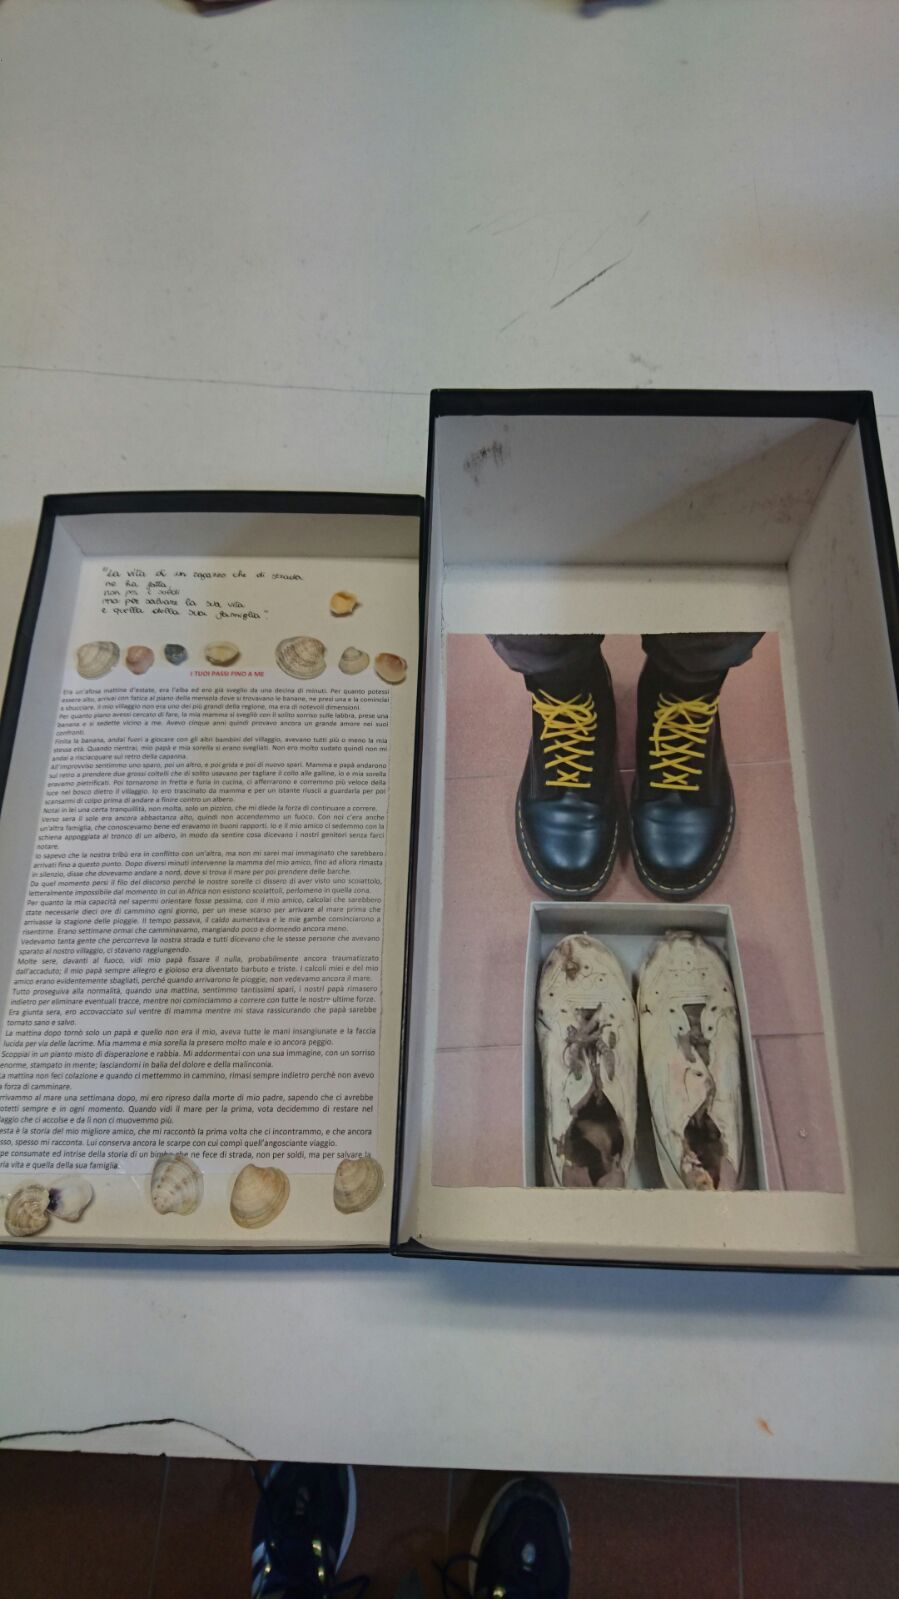 "La vita di un ragazzo che di strada
ne ha fatta,
non per i soldi
ma per salvare la sua vita
e quella della sua famiglia".
I TUOI PASSI FINO A ME
Era un'afosa mattina d'estate, era l'alba ed ero già sveglio da una decina di minuti. Per quanto potessi
essere alto, arrivai con fatica al piano della mensola dove si trovavano le banane, ne presi una e la cominciai
a sbucciare. Il mio villaggio non era uno dei più grandi della regione, ma era di notevoli dimensioni.
Per quanto piano avessi cercato di fare, la mia mamma si svegliò con il solito sorriso sulle labbra, prese una
banana e si sedette vicino a me. Avevo cinque anni quindi provavo ancora un grande amore nei suoi
confronti.
Finita la banana, andai fuori a giocare con gli altri bambini del villaggio, avevano tutti più o meno la mia
stessa età. Quando rientrai, mio papà e mia sorella si erano svegliati. Non ero molto sudato quindi non mi
andai a risciacquare sul retro della capanna.
All'improvviso sentimmo uno sparo, poi un altro, e poi grida e poi di nuovo spari. Mamma e papà andarono
sul retro a prendere due grossi coltelli che di solito usavano per tagliare il collo alle galline, io e mia sorella
eravamo pietrificati. Poi tornarono in fretta e furia in cucina, ci afferrarono e corremmo più veloce della
luce nel bosco dietro il villaggio. Io ero trascinato da mamma e per un istante riuscii a guardarla per poi
scansarmi di colpo prima di andare a finire contro un albero.
Notai in lei una certa tranquillità, non molta, solo un pizzico, che mi diede la forza di continuare a correre.
Verso sera il sole era ancora abbastanza alto, quindi non accendemmo un fuoco. Con noi c'era anche
un'altra famiglia, che conoscevamo bene ed eravamo in buoni rapporti. Io e il mio amico ci sedemmo con la
schiena appoggiata al tronco di un albero, in modo da sentire cosa dicevano i nostri genitori senza farci
notare.
Io sapevo che la nostra tribù era in conflitto con un'altra, ma non mi sarei mai immaginato che sarebbero
arrivati fino a questo punto. Dopo diversi minuti intervenne la mamma del mio amico, fino ad allora rimasta
in silenzio, disse che dovevamo andare a nord, dove si trova il mare per poi prendere delle barche.
Da quel momento persi il filo del discorso perché le nostre sorelle ci dissero di aver visto uno scoiattolo,
letteralmente impossibile dal momento in cui in Africa non esistono scoiattoli, perlomeno in quella zona.
Per quanto la mia capacità nel sapermi orientare fosse pessima, con il mio amico, calcolai che sarebbero
state necessarie dieci ore di cammino ogni giorno, per un mese scarso per arrivare al mare prima che
arrivasse la stagione delle pioggie. Il tempo passava, il caldo aumentava e le mie gambe cominciarono a
risentirne. Erano settimane ormai che camminavamo, mangiando poco e dormendo ancora meno.
Vedevamo tanta gente che percorreva la nostra strada e tutti dicevano che le stesse persone che avevano
sparato al nostro villaggio, ci stavano raggiungendo.
Molte sere, davanti al fuoco, vidi mio papà fissare il nulla, probabilmente ancora traumatizzato
dall'accaduto; il mio papà sempre allegro e gioioso era diventato barbuto e triste. I calcoli miei e del mio
amico erano evidentemente sbagliati, perché quando arrivarono le pioggie, non vedevamo ancora il mare.
Tutto proseguiva alla normalità, quando una mattina, sentimmo tantissimi spari, i nostri papà rimasero
indietro per eliminare eventuali tracce, mentre noi cominciammo a correre con tutte le nostre ultime forze.
Era giunta sera, ero accovacciato sul ventre di mamma mentre mi stava rassicurando che papà sarebbe
tornato sano e salvo.
La mattina dopo tornò solo un papà e quello non era il mio, aveva tutte le mani insanguinate e la faccia
lucida per via delle lacrime. Mia mamma e mia sorella la presero molto male e io ancora peggio.
Scoppiai in un pianto misto di disperazione e rabbia. Mi addormentai con una sua immagine, con un sorriso
enorme, stampato in mente; lasciandomi in balia del dolore e della malinconia.
a mattina non feci colazione e quando ci mettemmo in cammino, rimasi sempre indietro perchè non avevo
a forza di camminare.
rrivammo al mare una settimana dopo, mi ero ripreso dalla morte di mio padre, sapendo che ci avrebbe
otetti sempre e in ogni momento. Quando vidi il mare per la prima, vota decidemmo di restare nel
laggio che ci accolse e da lì non ci muovemmo più.
esta è la storia del mio migliore amico, che mi raccontò la prima volta che ci incontrammo, e che ancora
sso, spesso mi racconta. Lui conserva ancora le scarpe con cui compì quell'angosciante viaggio.
pe consumate ed intrise della storia di un bimbo che ne fece di strada, non per soldi, ma per salvare la
ria vita e quella della sua famiglia.